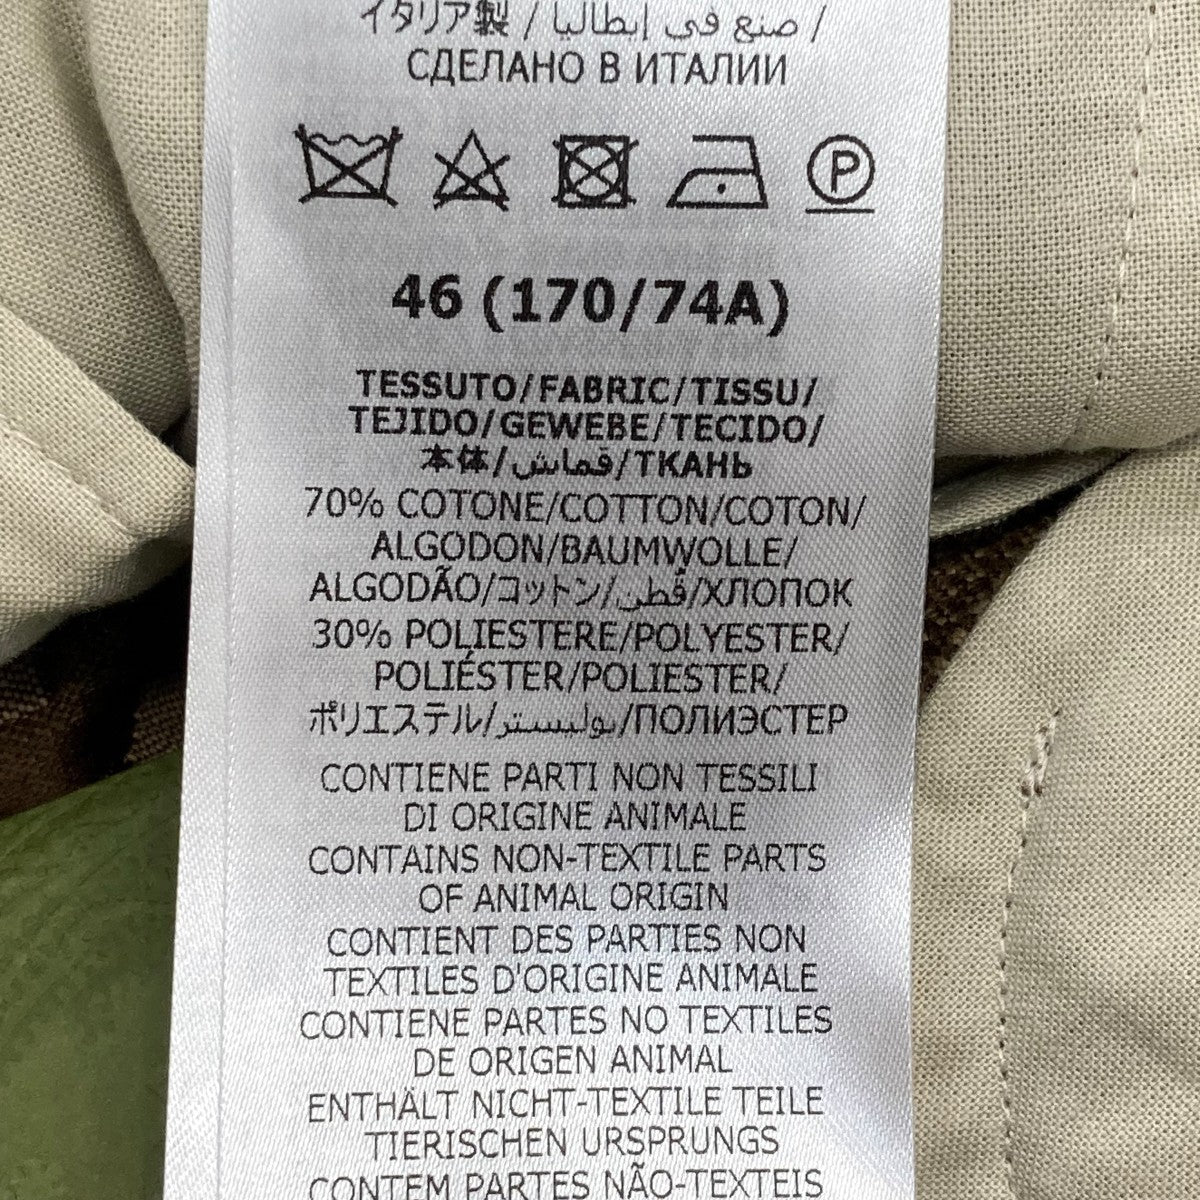 イタリア製 / صنع في إيطاليا /
СДЕЛАНО В ИТАЛИИ
P
46 (170/74A)
TESSUTO/FABRIC/TISSU/
TEJIDO/GEWEBE/TECIDO/
本体/قماش/ТКАНЬ
70% COTONE/COTTON/COTON/
ALGODON/BAUMWOLLE/
ALGODÃO/コットン/قطن/ХЛОПОК
30% POLIESTERE/POLYESTER/
POLIÉSTER/POLIESTER/
ポリエステル/بوليستر/ПОЛИЭСТЕР
CONTIENE PARTI NON TESSILI
DI ORIGINE ANIMALE
CONTAINS NON-TEXTILE PARTS
OF ANIMAL ORIGIN
CONTIENT DES PARTIES NON
TEXTILES D'ORIGINE ANIMALE
CONTIENE PARTES NO TEXTILES
DE ORIGEN ANIMAL
ENTHÄLT NICHT-TEXTILE TEILE
TIERISCHEN URSPRUNGS
CONTEM PARTES NÃO-TEXTEIS